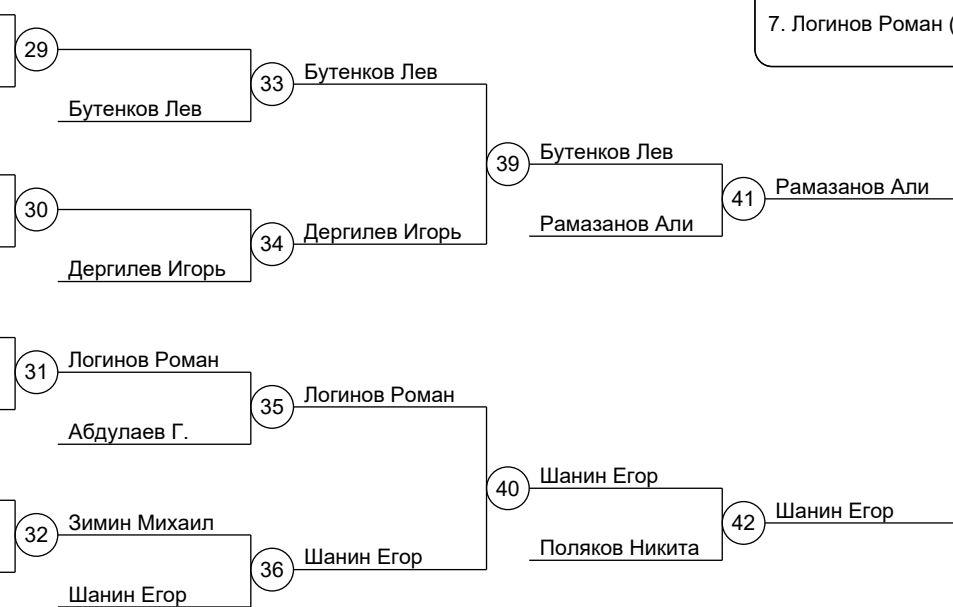 7. Логинов Роман (
29
Бутенков Лев
33
Бутенков Лев
39
Бутенков Лев
Рамазанов Али
41
Рамазанов Али
30
Дергилев Игорь
34
Дергилев Игорь
31
Логинов Роман
Абдулаев Г.
35
Логинов Роман
40
Шанин Егор
Поляков Никита
42
Шанин Егор
32
Зимин Михаил
Шанин Егор
36
Шанин Егор